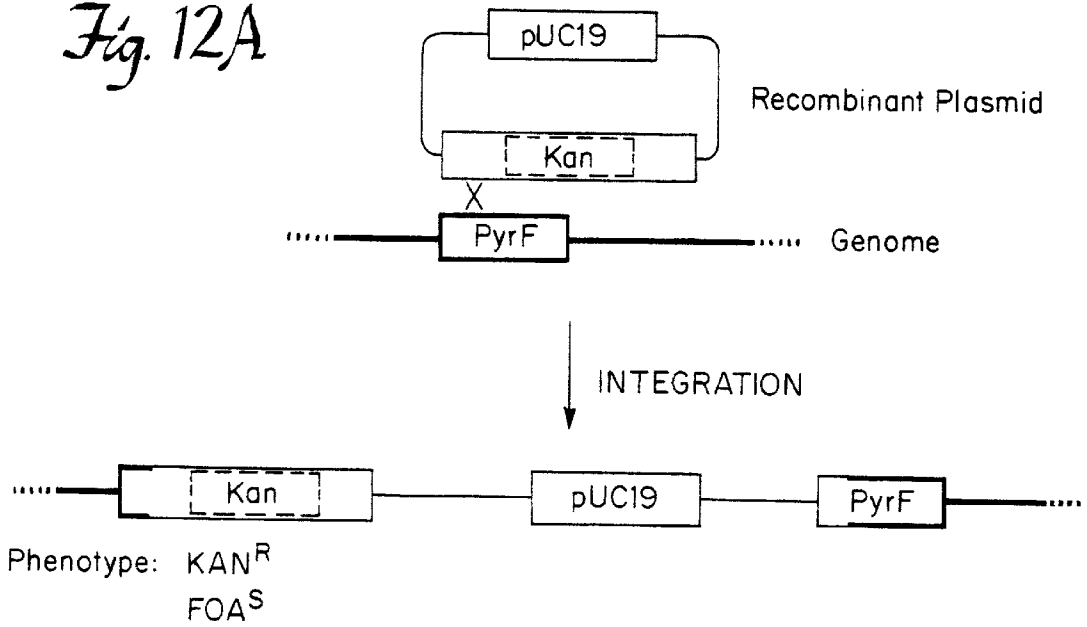 Fig. 12A
pUC19
Recombinant Plasmid
Kan
X
PyrF
Genome
INTEGRATION
Kan
pUC19
PyrF
Phenotype: KAN^R
FOA^S